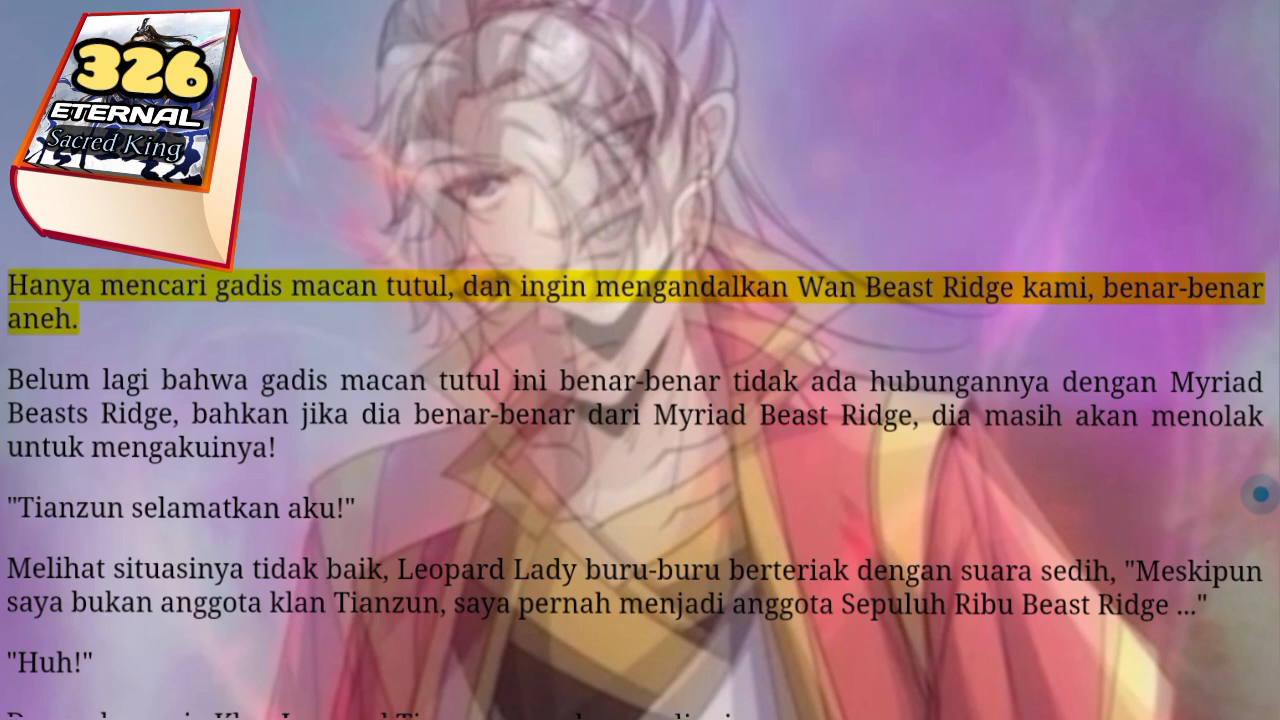 326
ETERNAL
Sacred King
Hanya mencari gadis macan tutul, dan ingin mengandalkan Wan Beast Ridge kami, benar-benar
aneh.
Belum lagi bahwa gadis macan tutul ini benar-benar tidak ada hubungannya dengan Myriad
Beasts Ridge, bahkan jika dia benar-benar dari Myriad Beast Ridge, dia masih akan menolak
untuk mengakuinya!
"Tianzun selamatkan aku!"
Melihat situasinya tidak baik, Leopard Lady buru-buru berteriak dengan suara sedih, "Meskipun
saya bukan anggota klan Tianzun, saya pernah menjadi anggota Sepuluh Ribu Beast Ridge ..."
"Huh!"